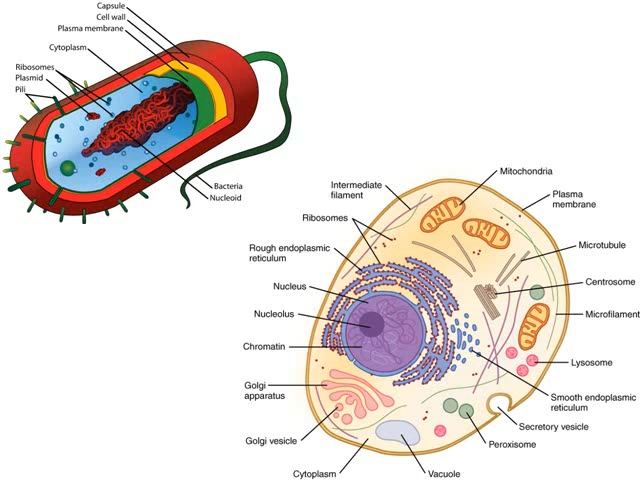 Capsule
Cell wall
Plasma membrane
Cytoplasm
Ribosomes
Plasmid
Pili
Bacteria
Nucleoid
Mitochondria
Intermediate
filament
Plasma
membrane
Ribosomes
Microtubule
Rough endoplasmic
reticulum
Centrosome
Nucleus
Nucleolus
Microfilament
Chromatin
Lysosome
Golgi
apparatus
Smooth endoplasmic
reticulum
Secretory vesicle
Golgi vesicle
Peroxisome
Cytoplasm
Vacuole